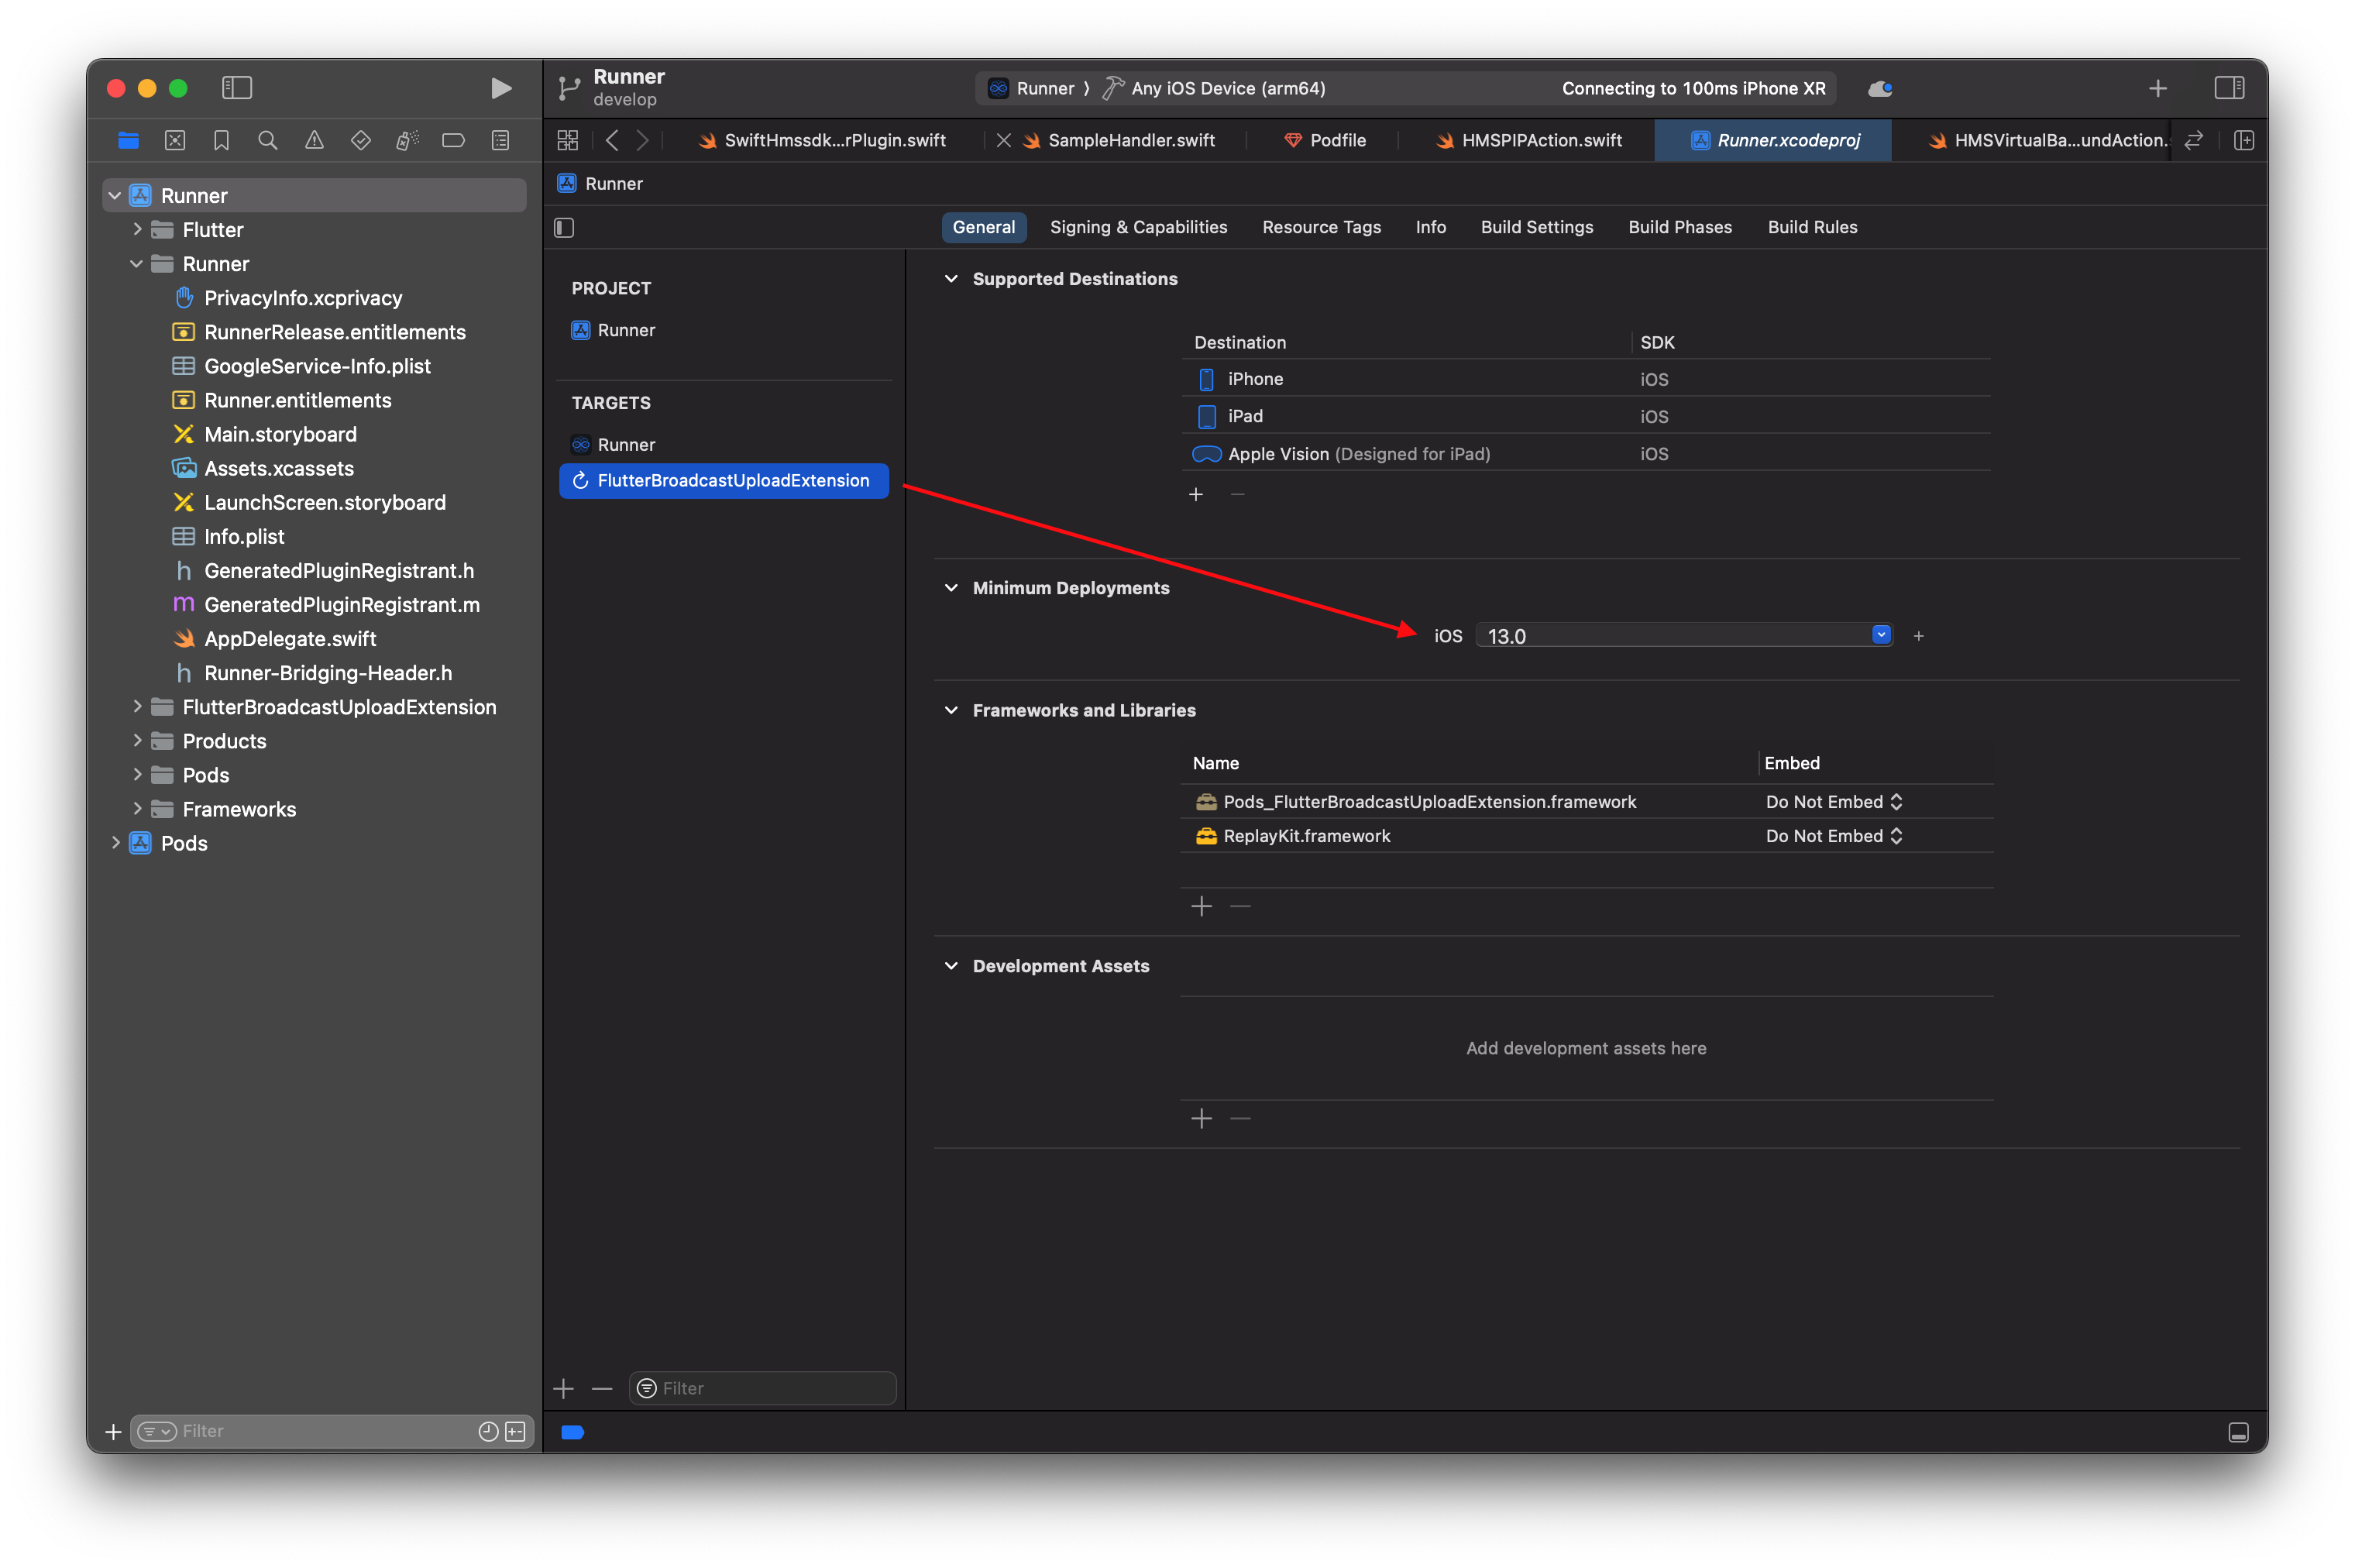 Runner
develop
Runner ⟩ Any iOS Device (arm64)
Connecting to 100ms iPhone XR
SwiftHmssdk...rPlugin.swift
SampleHandler.swift
Podfile
HMSPIPAction.swift
Runner.xcodeproj
HMSVirtualBa...undAction.
Runner
Flutter
Runner
PrivacyInfo.xcprivacy
RunnerRelease.entitlements
GoogleService-Info.plist
Runner.entitlements
Main.storyboard
Assets.xcassets
LaunchScreen.storyboard
Info.plist
h GeneratedPluginRegistrant.h
m GeneratedPluginRegistrant.m
AppDelegate.swift
h Runner-Bridging-Header.h
FlutterBroadcastUploadExtension
Products
Pods
Frameworks
Pods
Filter
Runner
General
Signing & Capabilities
Resource Tags
Info
Build Settings
Build Phases
Build Rules
PROJECT
Runner
TARGETS
Runner
FlutterBroadcastUploadExtension
Filter
Supported Destinations
Destination SDK
iPhone iOS
iPad iOS
Apple Vision (Designed for iPad) iOS
Minimum Deployments
iOS 13.0
Frameworks and Libraries
Name Embed
Pods_FlutterBroadcastUploadExtension.framework Do Not Embed
ReplayKit.framework Do Not Embed
Development Assets
Add development assets here